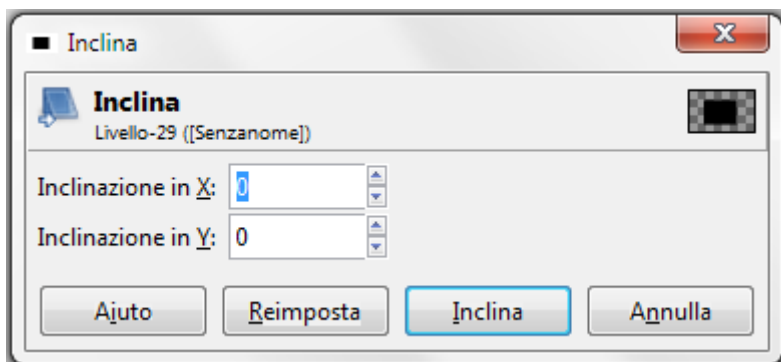 Inclina
Inclina
Livello-29 ([Senzanome])
Inclinazione in X: 0
Inclinazione in Y: 0
Aiuto Reimposta Inclina Annulla